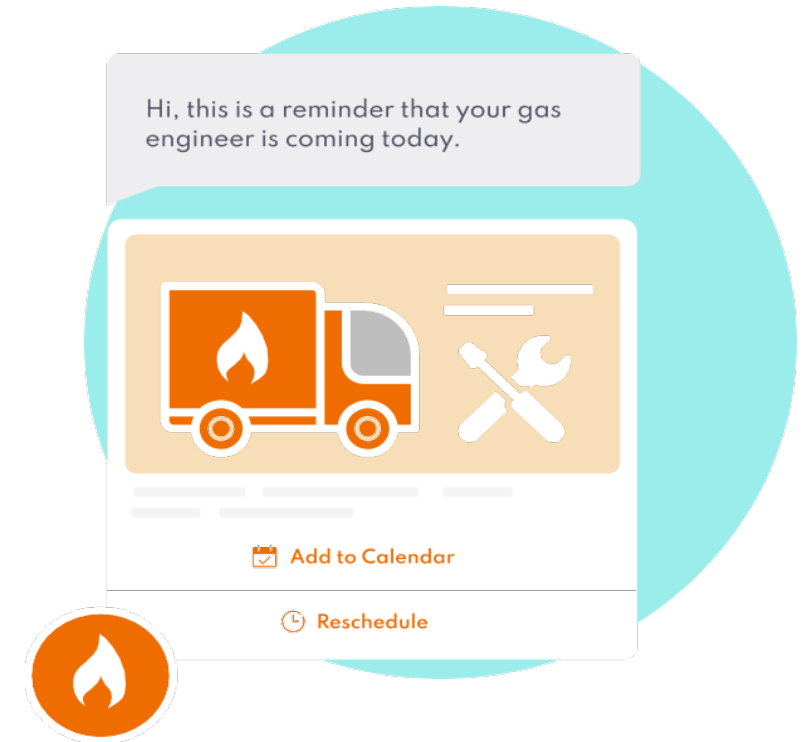 Hi, this is a reminder that your gas
engineer is coming today.
Add to Calendar
Reschedule